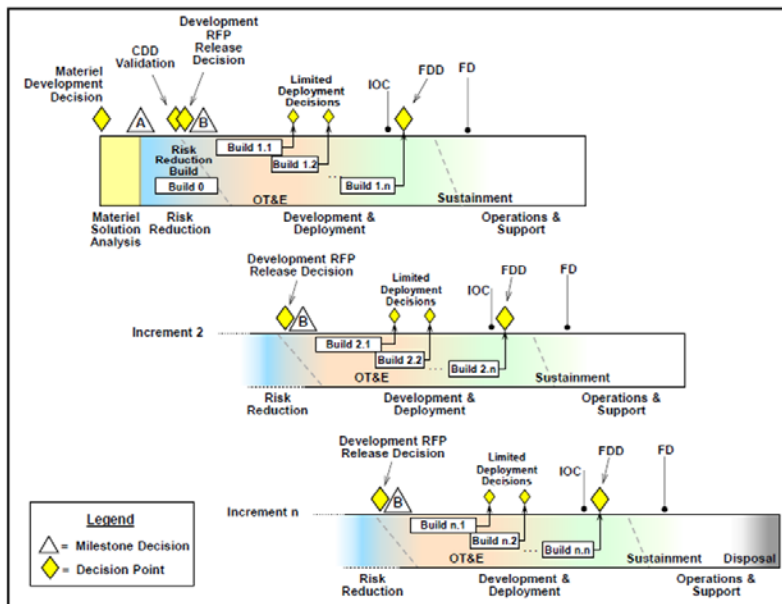 Development
RFP
Release
Decision
CDD
Validation
Materiel
Development
Decision
Limited
Deployment
Decisions
IOC
FDD
FD
A
B
Risk
Reduction
Build
Build 0
Build 1.1
Build 1.2
...
Build 1.n
OT&E
Sustainment
Materiel
Solution
Analysis
Risk
Reduction
Development &
Deployment
Operations &
Support
Development RFP
Release Decision
Limited
Deployment
Decisions
IOC
FDD
FD
B
Increment 2
Build 2.1
Build 2.2
...
Build 2.n
OT&E
Sustainment
Risk
Reduction
Development &
Deployment
Operations &
Support
Development RFP
Release Decision
Limited
Deployment
Decisions
IOC
FDD
FD
B
Increment n
Build n.1
Build n.2
...
Build n.n
OT&E
Sustainment
Disposal
Risk
Reduction
Development &
Deployment
Operations &
Support
Legend
= Milestone Decision
= Decision Point